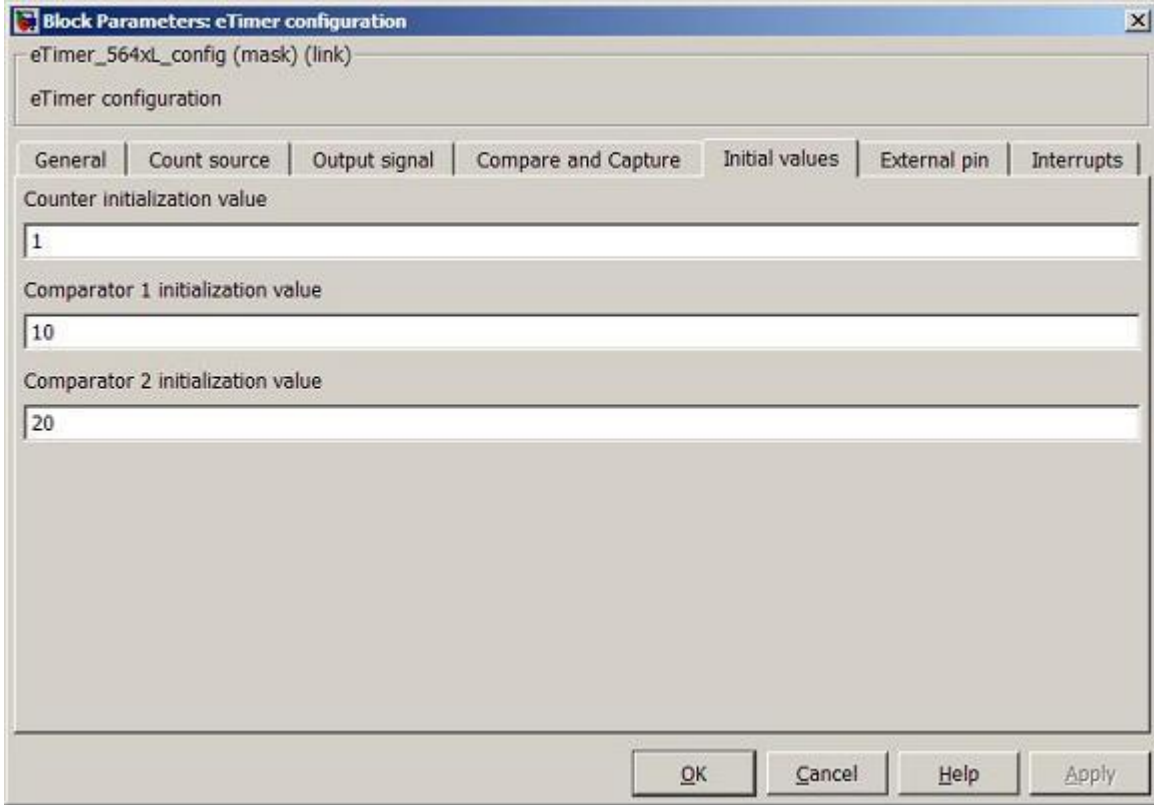 Block Parameters: eTimer configuration
eTimer_564xL_config (mask) (link)
eTimer configuration
General Count source Output signal Compare and Capture Initial values External pin Interrupts
Counter initialization value
1
Comparator 1 initialization value
10
Comparator 2 initialization value
20
OK Cancel Help Apply